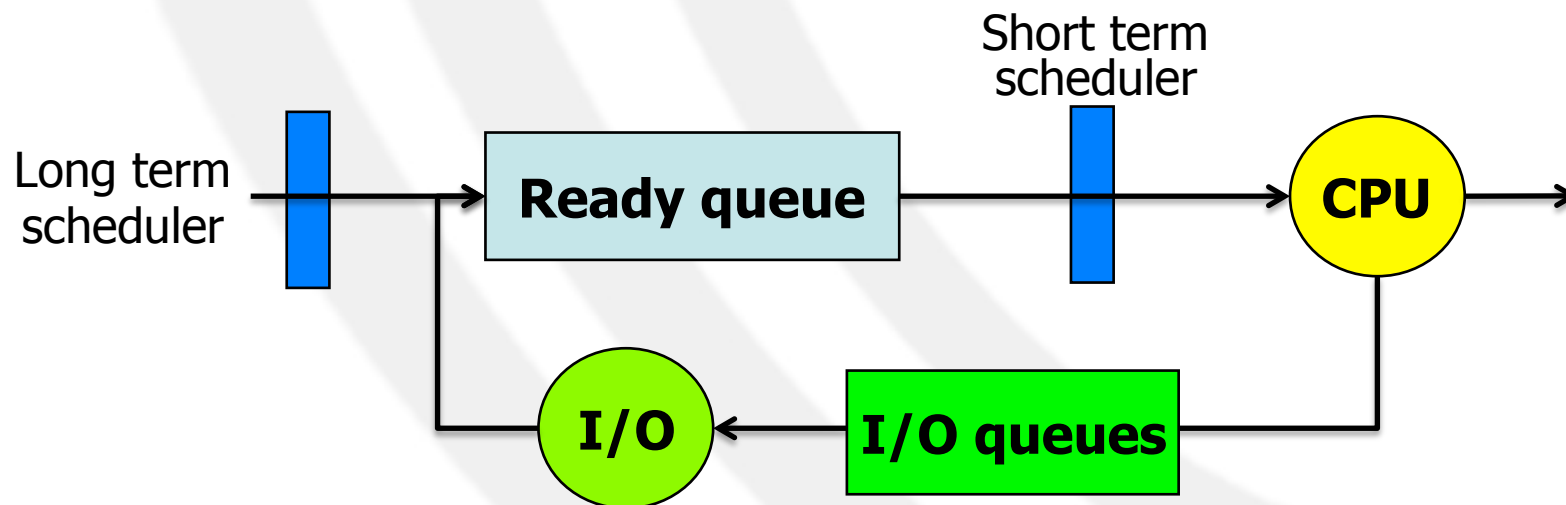 Short term
scheduler
Long term
scheduler
Ready queue
CPU
I/O
I/O queues